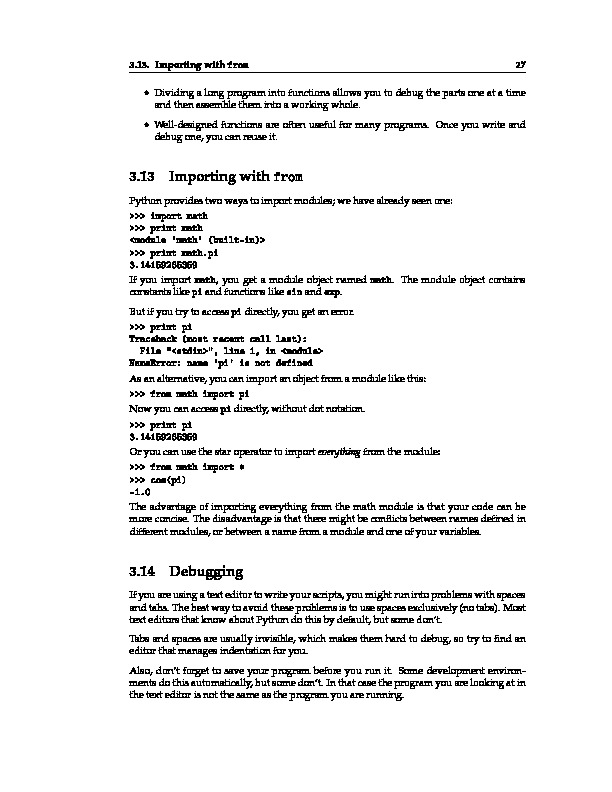 3.13. Importing with from 27
• Dividing a long program into functions allows you to debug the parts one at a time
and then assemble them into a working whole.
• Well-designed functions are often useful for many programs. Once you write and
debug one, you can reuse it.
3.13 Importing with from
Python provides two ways to import modules; we have already seen one:
>>> import math
>>> print math
<module 'math' (built-in)>
>>> print math.pi
3.14159265359
If you import math, you get a module object named math. The module object contains
constants like pi and functions like sin and exp.
But if you try to access pi directly, you get an error.
>>> print pi
Traceback (most recent call last):
  File "<stdin>", line 1, in <module>
NameError: name 'pi' is not defined
As an alternative, you can import an object from a module like this:
>>> from math import pi
Now you can access pi directly, without dot notation.
>>> print pi
3.14159265359
Or you can use the star operator to import everything from the module:
>>> from math import *
>>> cos(pi)
-1.0
The advantage of importing everything from the math module is that your code can be
more concise. The disadvantage is that there might be conflicts between names defined in
different modules, or between a name from a module and one of your variables.
3.14 Debugging
If you are using a text editor to write your scripts, you might run into problems with spaces
and tabs. The best way to avoid these problems is to use spaces exclusively (no tabs). Most
text editors that know about Python do this by default, but some don't.
Tabs and spaces are usually invisible, which makes them hard to debug, so try to find an
editor that manages indentation for you.
Also, don't forget to save your program before you run it. Some development environ-
ments do this automatically, but some don't. In that case the program you are looking at in
the text editor is not the same as the program you are running.